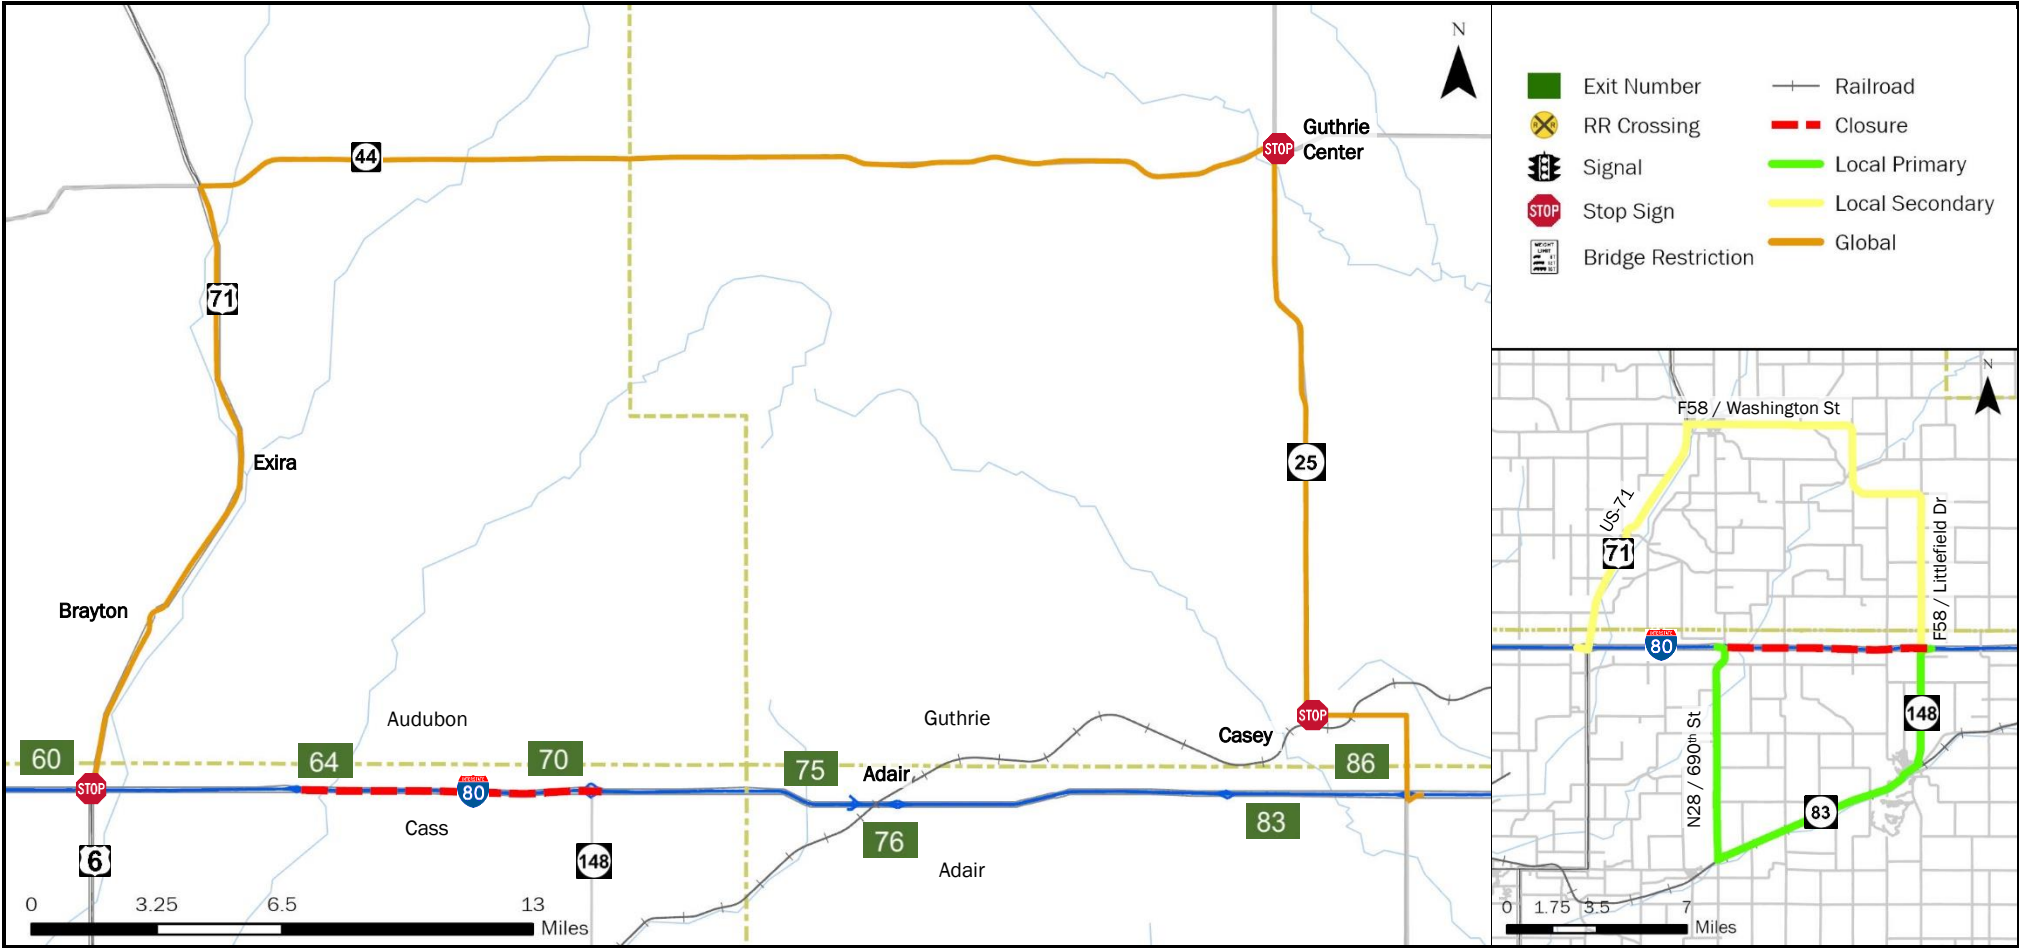 N
Guthrie
Center
STOP
44
71
Exira
25
Brayton
Audubon
Guthrie
STOP
Casey
60
64
70
75
Adair
86
STOP
80
Cass
83
76
6
148
Adair
0 3.25 6.5 13
Miles
Exit Number
RR Crossing
Signal
STOP
Stop Sign
WEIGHT
LIMIT
Bridge Restriction
Railroad
Closure
Local Primary
Local Secondary
Global
N
F58 / Washington St
US-71
71
F58 / Littlefield Dr
80
148
N28 / 690th St
83
0 1.75 3.5 7
Miles